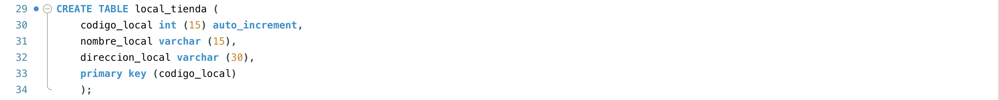 29 CREATE TABLE local_tienda (
30 codigo_local int (15) auto_increment,
31 nombre_local varchar (15),
32 direccion_local varchar (30),
33 primary key (codigo_local)
34 );